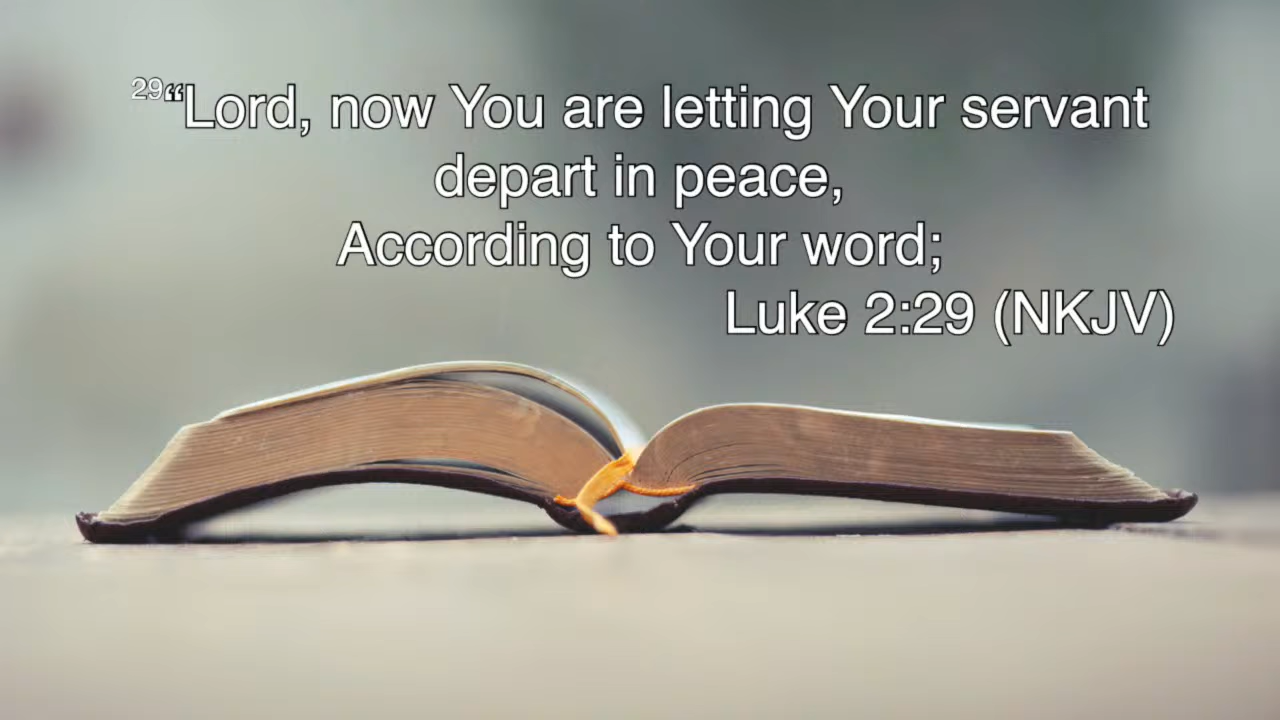 29“Lord, now You are letting Your servant
depart in peace,
According to Your word;
Luke 2:29 (NKJV)